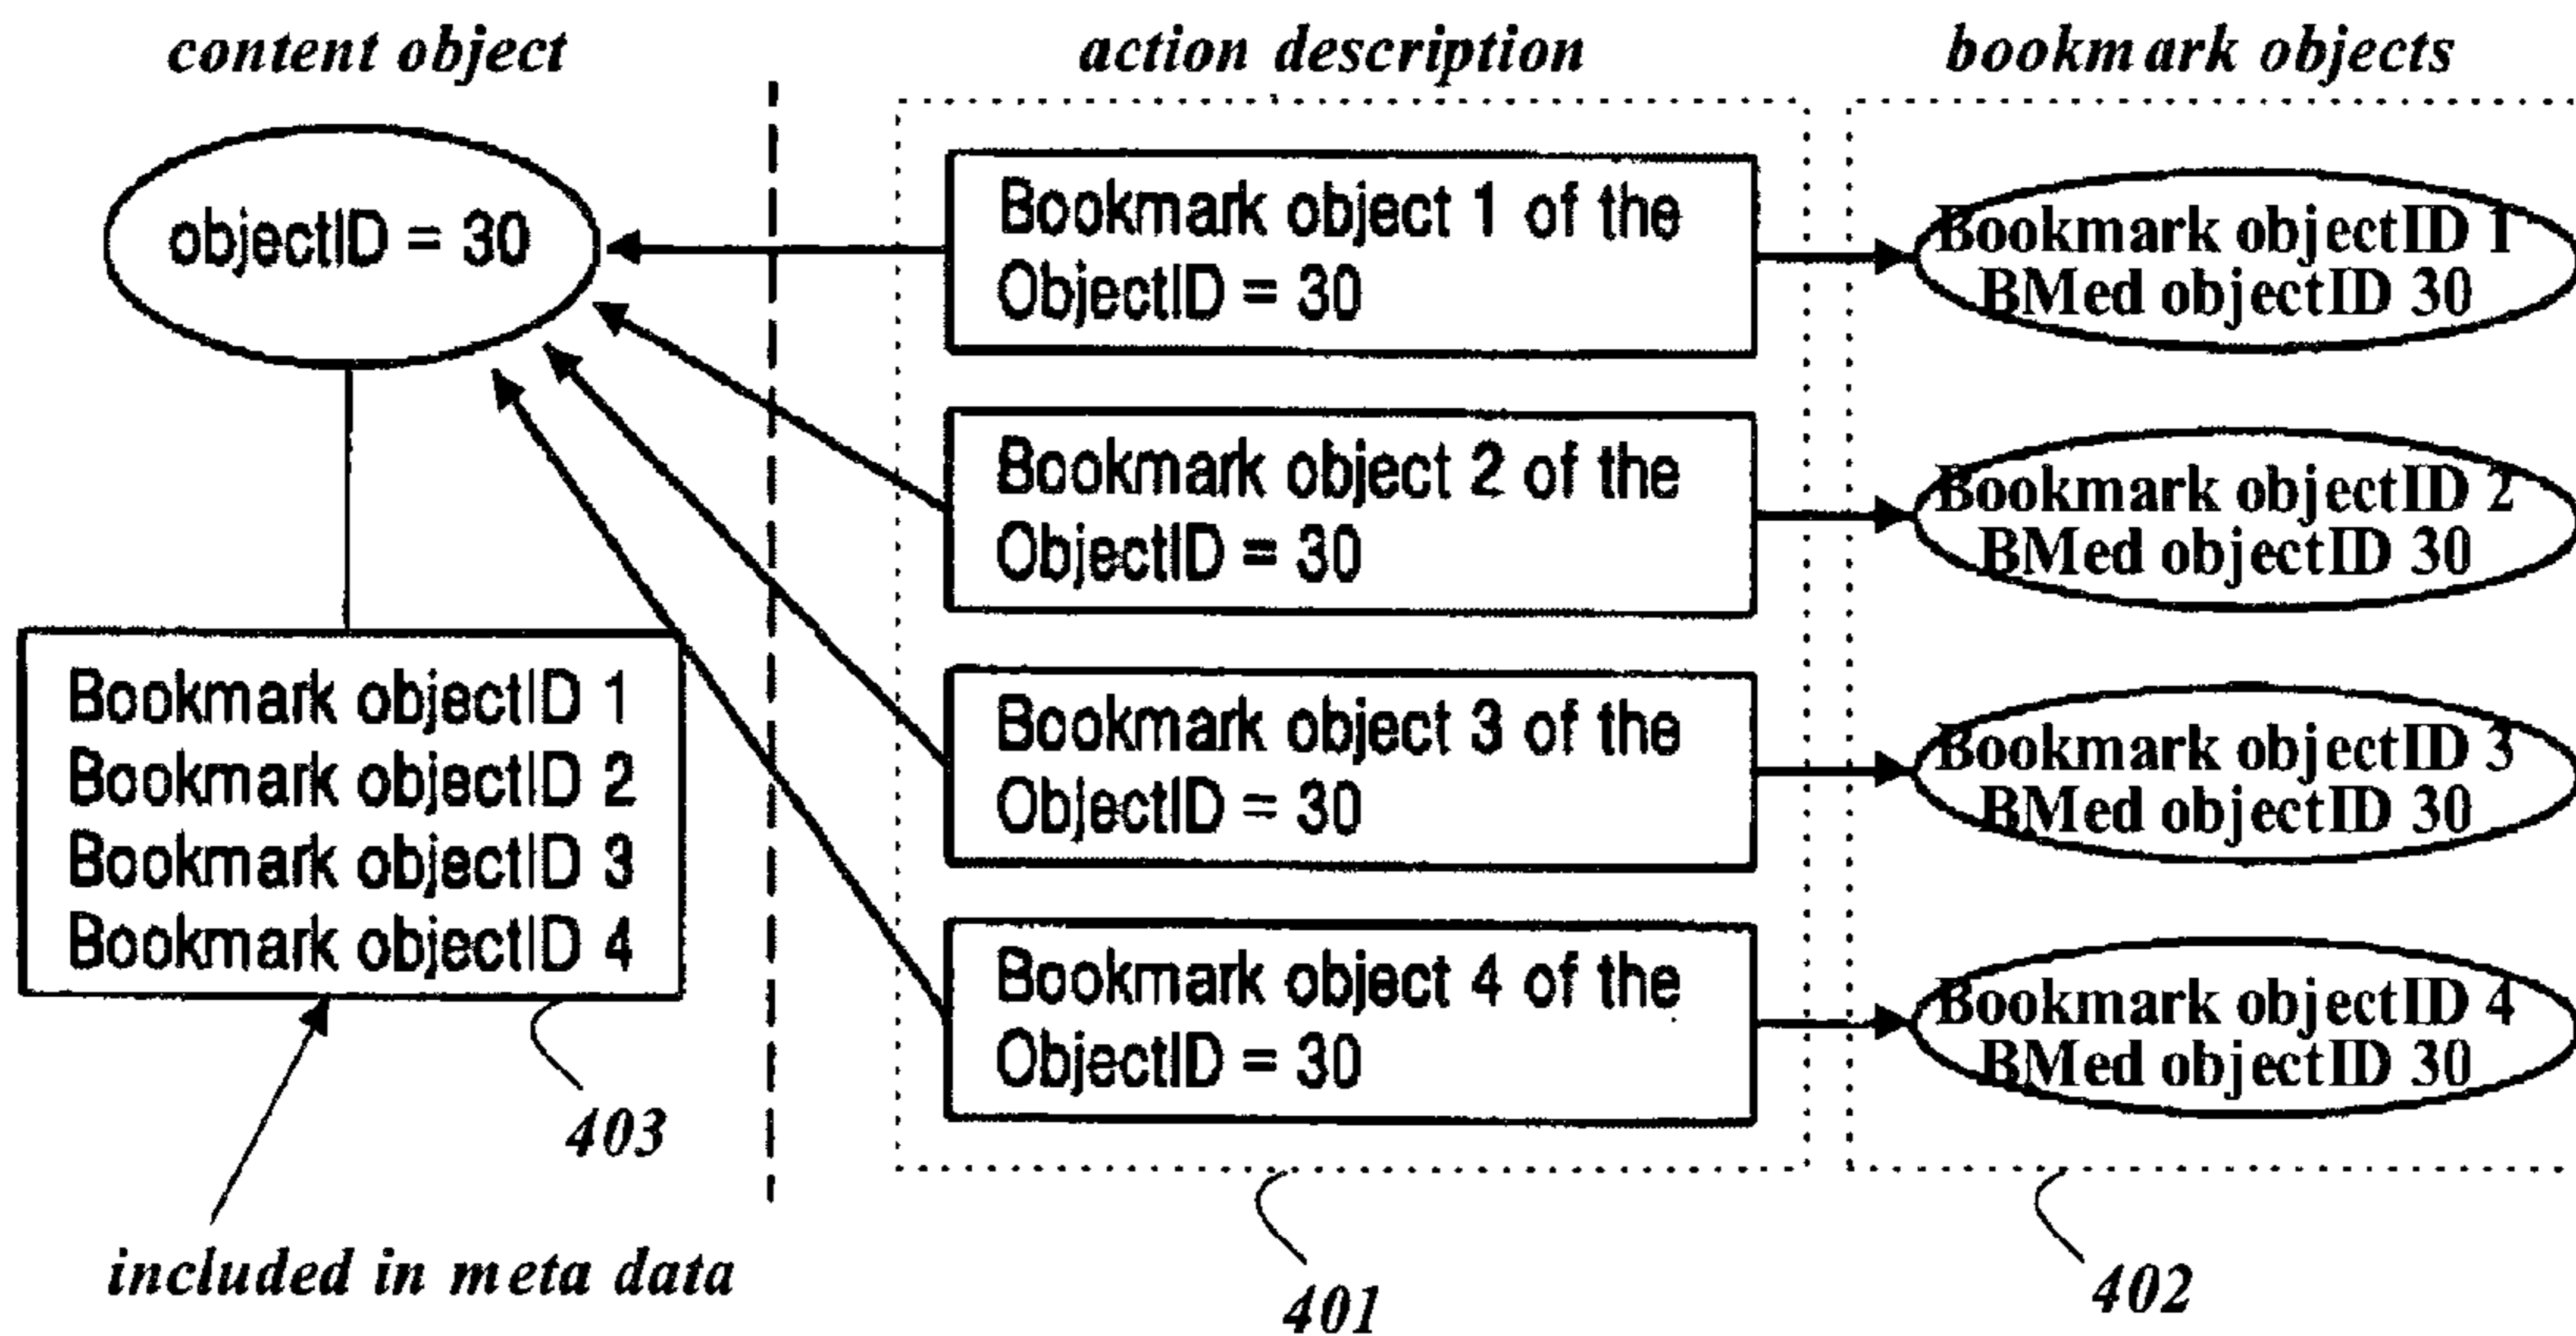 content object
action description
bookmark objects
objectID = 30
Bookmark objectID 1
Bookmark objectID 2
Bookmark objectID 3
Bookmark objectID 4
403
included in meta data
Bookmark object 1 of the
ObjectID = 30
Bookmark object 2 of the
ObjectID = 30
Bookmark object 3 of the
ObjectID = 30
Bookmark object 4 of the
ObjectID = 30
401
Bookmark objectID 1
BMed objectID 30
Bookmark objectID 2
BMed objectID 30
Bookmark objectID 3
BMed objectID 30
Bookmark objectID 4
BMed objectID 30
402